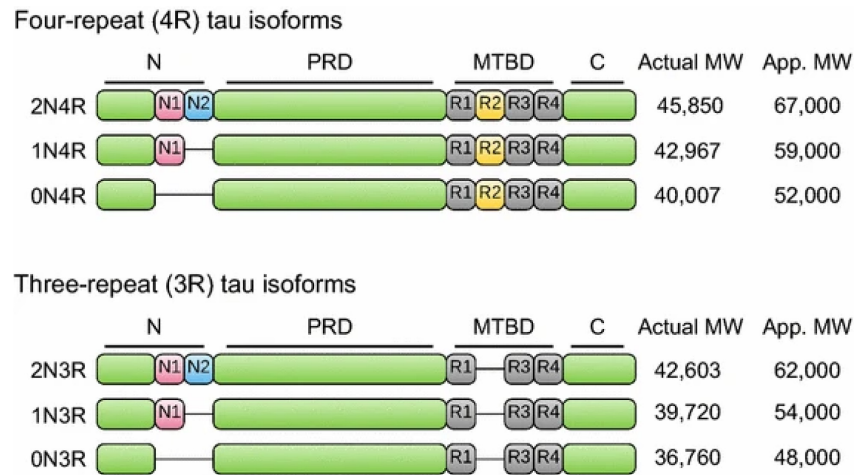 Four-repeat (4R) tau isoforms
N PRD MTBD C Actual MW App. MW
2N4R N1 N2 R1 R2 R3 R4 45,850 67,000
1N4R N1 R1 R2 R3 R4 42,967 59,000
0N4R R1 R2 R3 R4 40,007 52,000
Three-repeat (3R) tau isoforms
N PRD MTBD C Actual MW App. MW
2N3R N1 N2 R1 R3 R4 42,603 62,000
1N3R N1 R1 R3 R4 39,720 54,000
0N3R R1 R3 R4 36,760 48,000